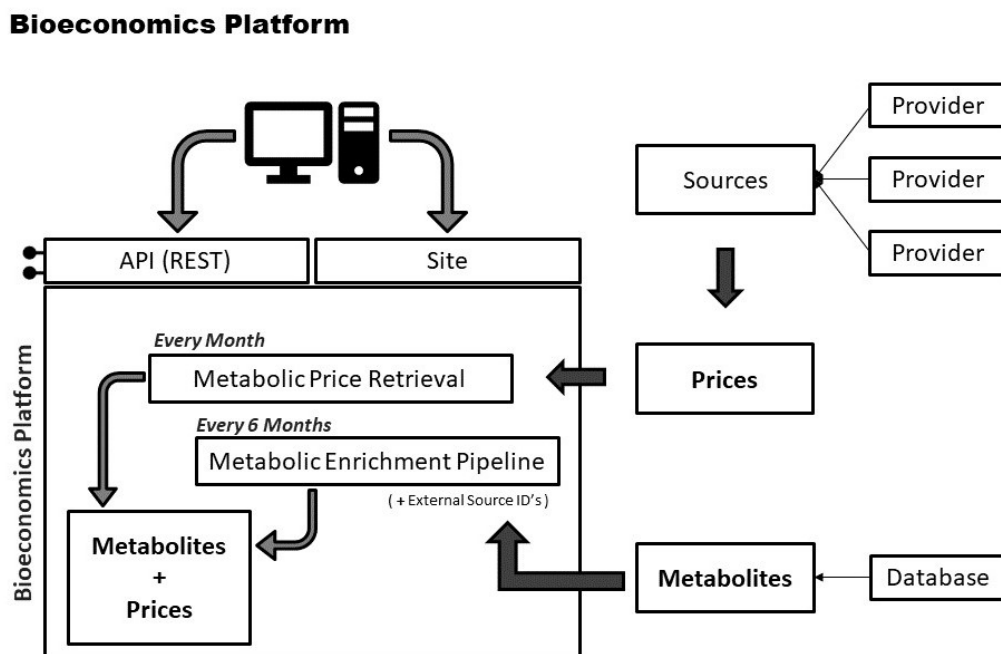 Bioeconomics Platform
Provider
Sources
Provider
Provider
API (REST)
Site
Every Month
Metabolic Price Retrieval
Prices
Every 6 Months
Metabolic Enrichment Pipeline
( + External Source ID's )
Bioeconomics Platform
Metabolites
+
Prices
Metabolites
Database